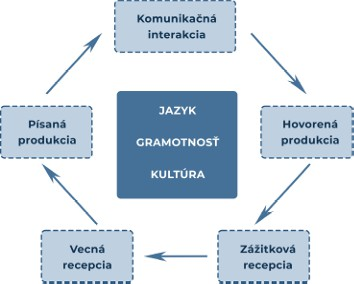 Komunikačná
interakcia
Písaná
produkcia
JAZYK
GRAMOTNOSŤ
KULTÚRA
Hovorená
produkcia
Vecná
recepcia
Zážitková
recepcia